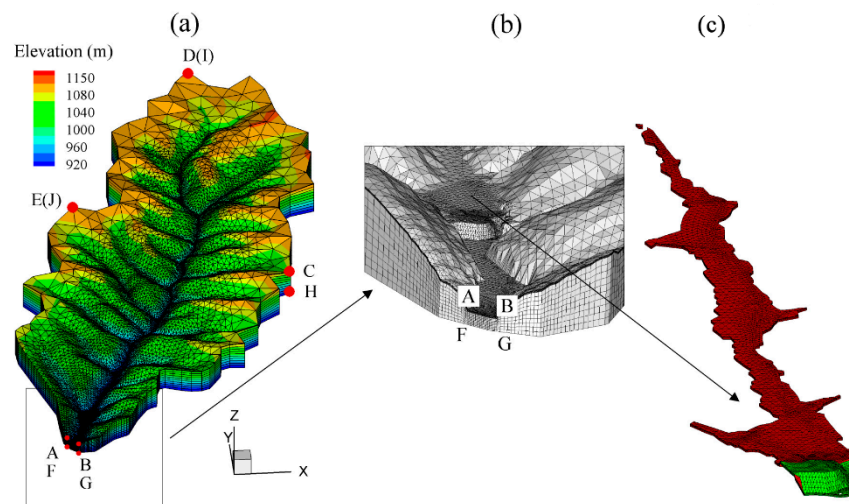 (a)
(b)
(c)
Elevation (m)
1150
1080
1040
1000
960
920
D(I)
E(J)
C
H
A
F
B
G
Z
Y
X
A
B
F
G